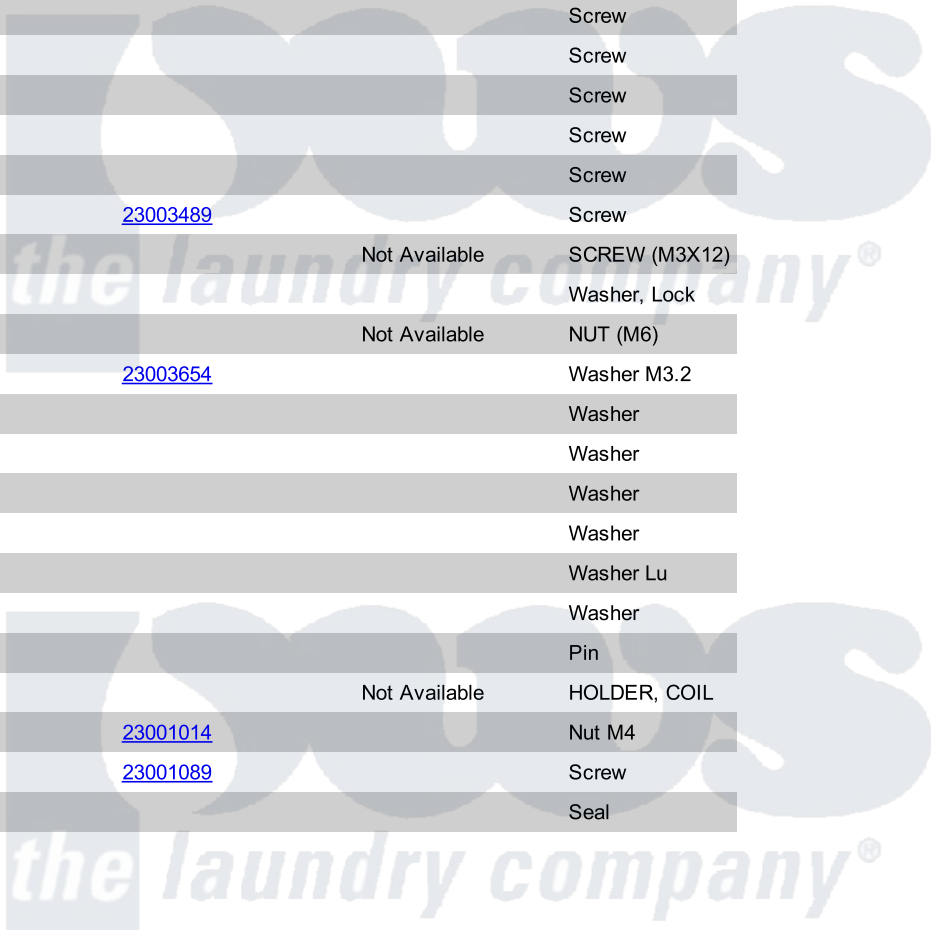 Screw
Screw
Screw
Screw
Screw
23003489 Screw
Not Available SCREW (M3X12)
the laundry company®
Washer, Lock
Not Available NUT (M6)
23003654 Washer M3.2
Washer
Washer
Washer
Washer
Washer Lu
Washer
Pin
Not Available HOLDER, COIL
23001014 Nut M4
23001089 Screw
Seal
the laundry company®